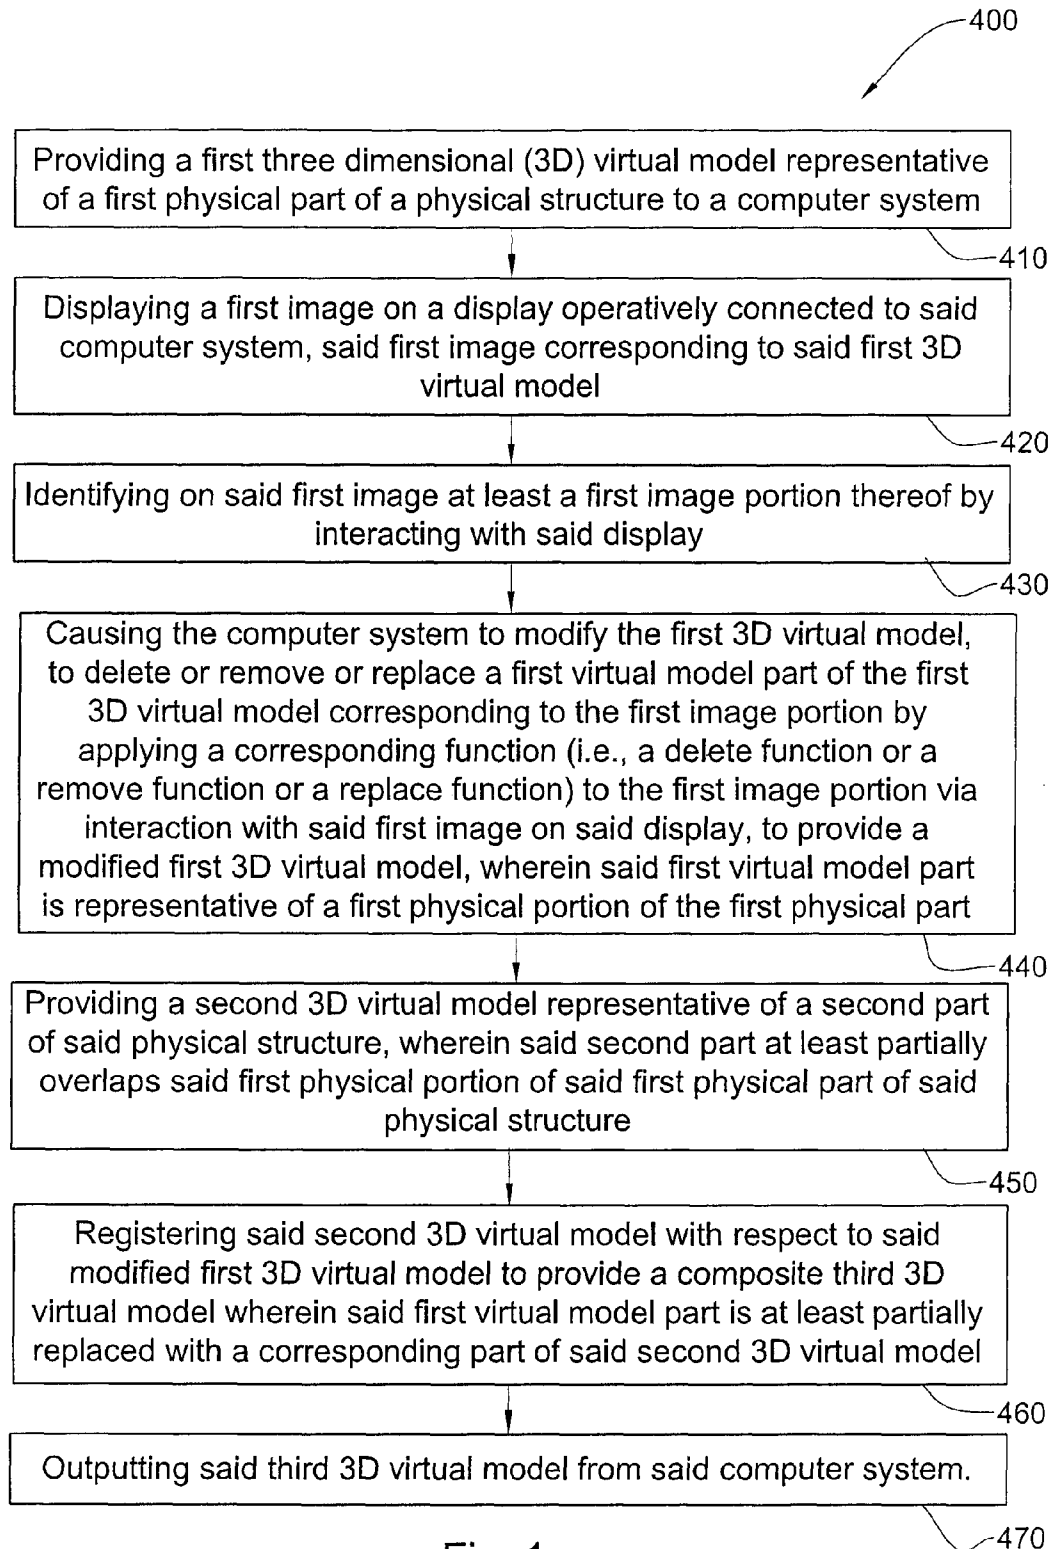 400
Providing a first three dimensional (3D) virtual model representative
of a first physical part of a physical structure to a computer system
410
Displaying a first image on a display operatively connected to said
computer system, said first image corresponding to said first 3D
virtual model
420
Identifying on said first image at least a first image portion thereof by
interacting with said display
430
Causing the computer system to modify the first 3D virtual model,
to delete or remove or replace a first virtual model part of the first
3D virtual model corresponding to the first image portion by
applying a corresponding function (i.e., a delete function or a
remove function or a replace function) to the first image portion via
interaction with said first image on said display, to provide a
modified first 3D virtual model, wherein said first virtual model part
is representative of a first physical portion of the first physical part
440
Providing a second 3D virtual model representative of a second part
of said physical structure, wherein said second part at least partially
overlaps said first physical portion of said first physical part of said
physical structure
450
Registering said second 3D virtual model with respect to said
modified first 3D virtual model to provide a composite third 3D
virtual model wherein said first virtual model part is at least partially
replaced with a corresponding part of said second 3D virtual model
460
Outputting said third 3D virtual model from said computer system.
470